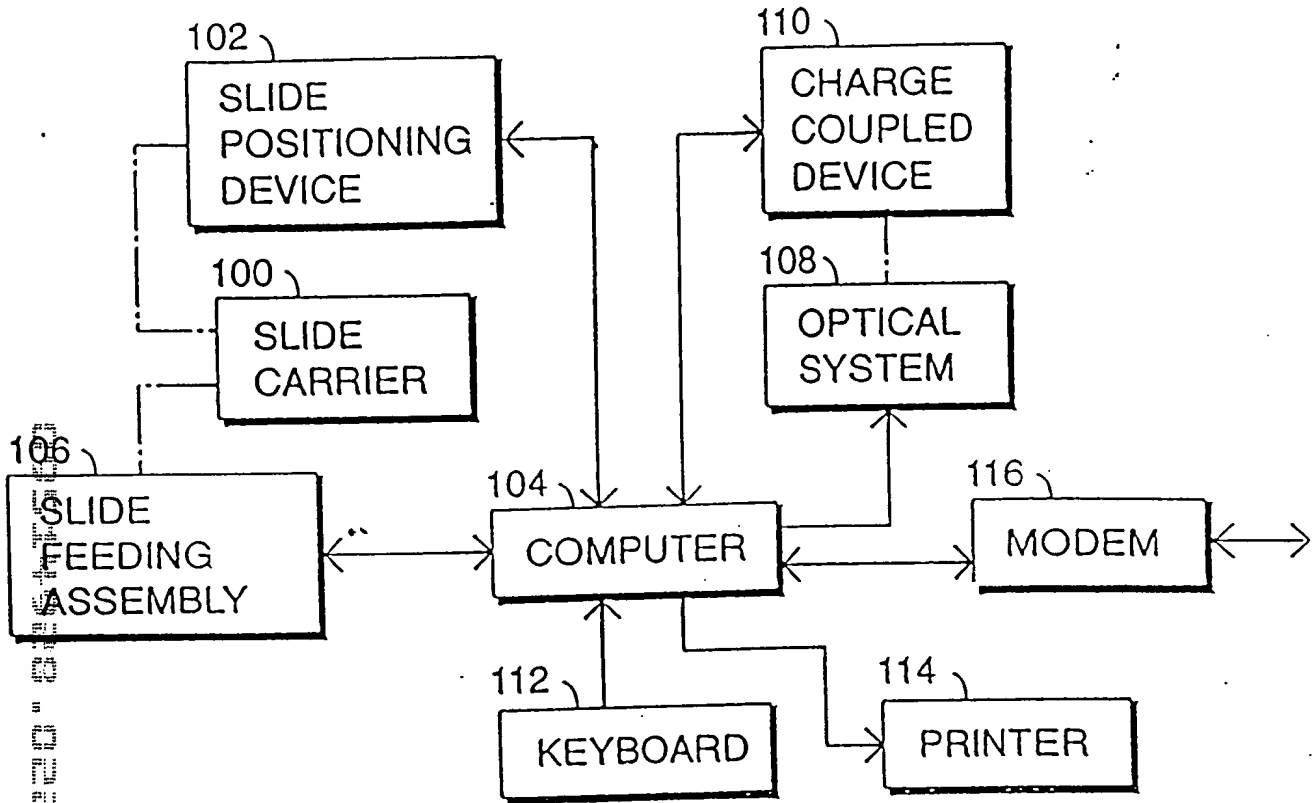 102
SLIDE
POSITIONING
DEVICE
110
CHARGE
COUPLED
DEVICE
100
SLIDE
CARRIER
108
OPTICAL
SYSTEM
106
SLIDE
FEEDING
ASSEMBLY
104
COMPUTER
116
MODEM
112
KEYBOARD
114
PRINTER